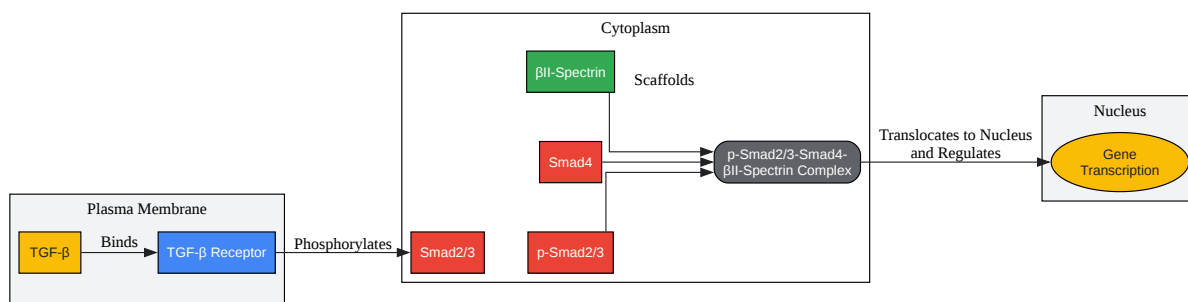 Cytoplasm
βII-Spectrin
Scaffolds
Nucleus
Translocates to Nucleus
and Regulates
Smad4
p-Smad2/3-Smad4-
βII-Spectrin Complex
Gene
Transcription
Plasma Membrane
TGF-β
Binds
TGF-β Receptor
Phosphorylates
Smad2/3
p-Smad2/3